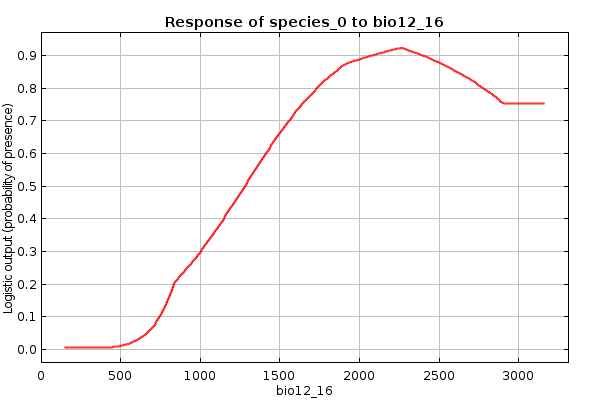 Response of species_0 to bio12_16
Logistic output (probability of presence)
0.9
0.8
0.7
0.6
0.5
0.4
0.3
0.2
0.1
0.0
0 500 1000 1500 2000 2500 3000
bio12_16